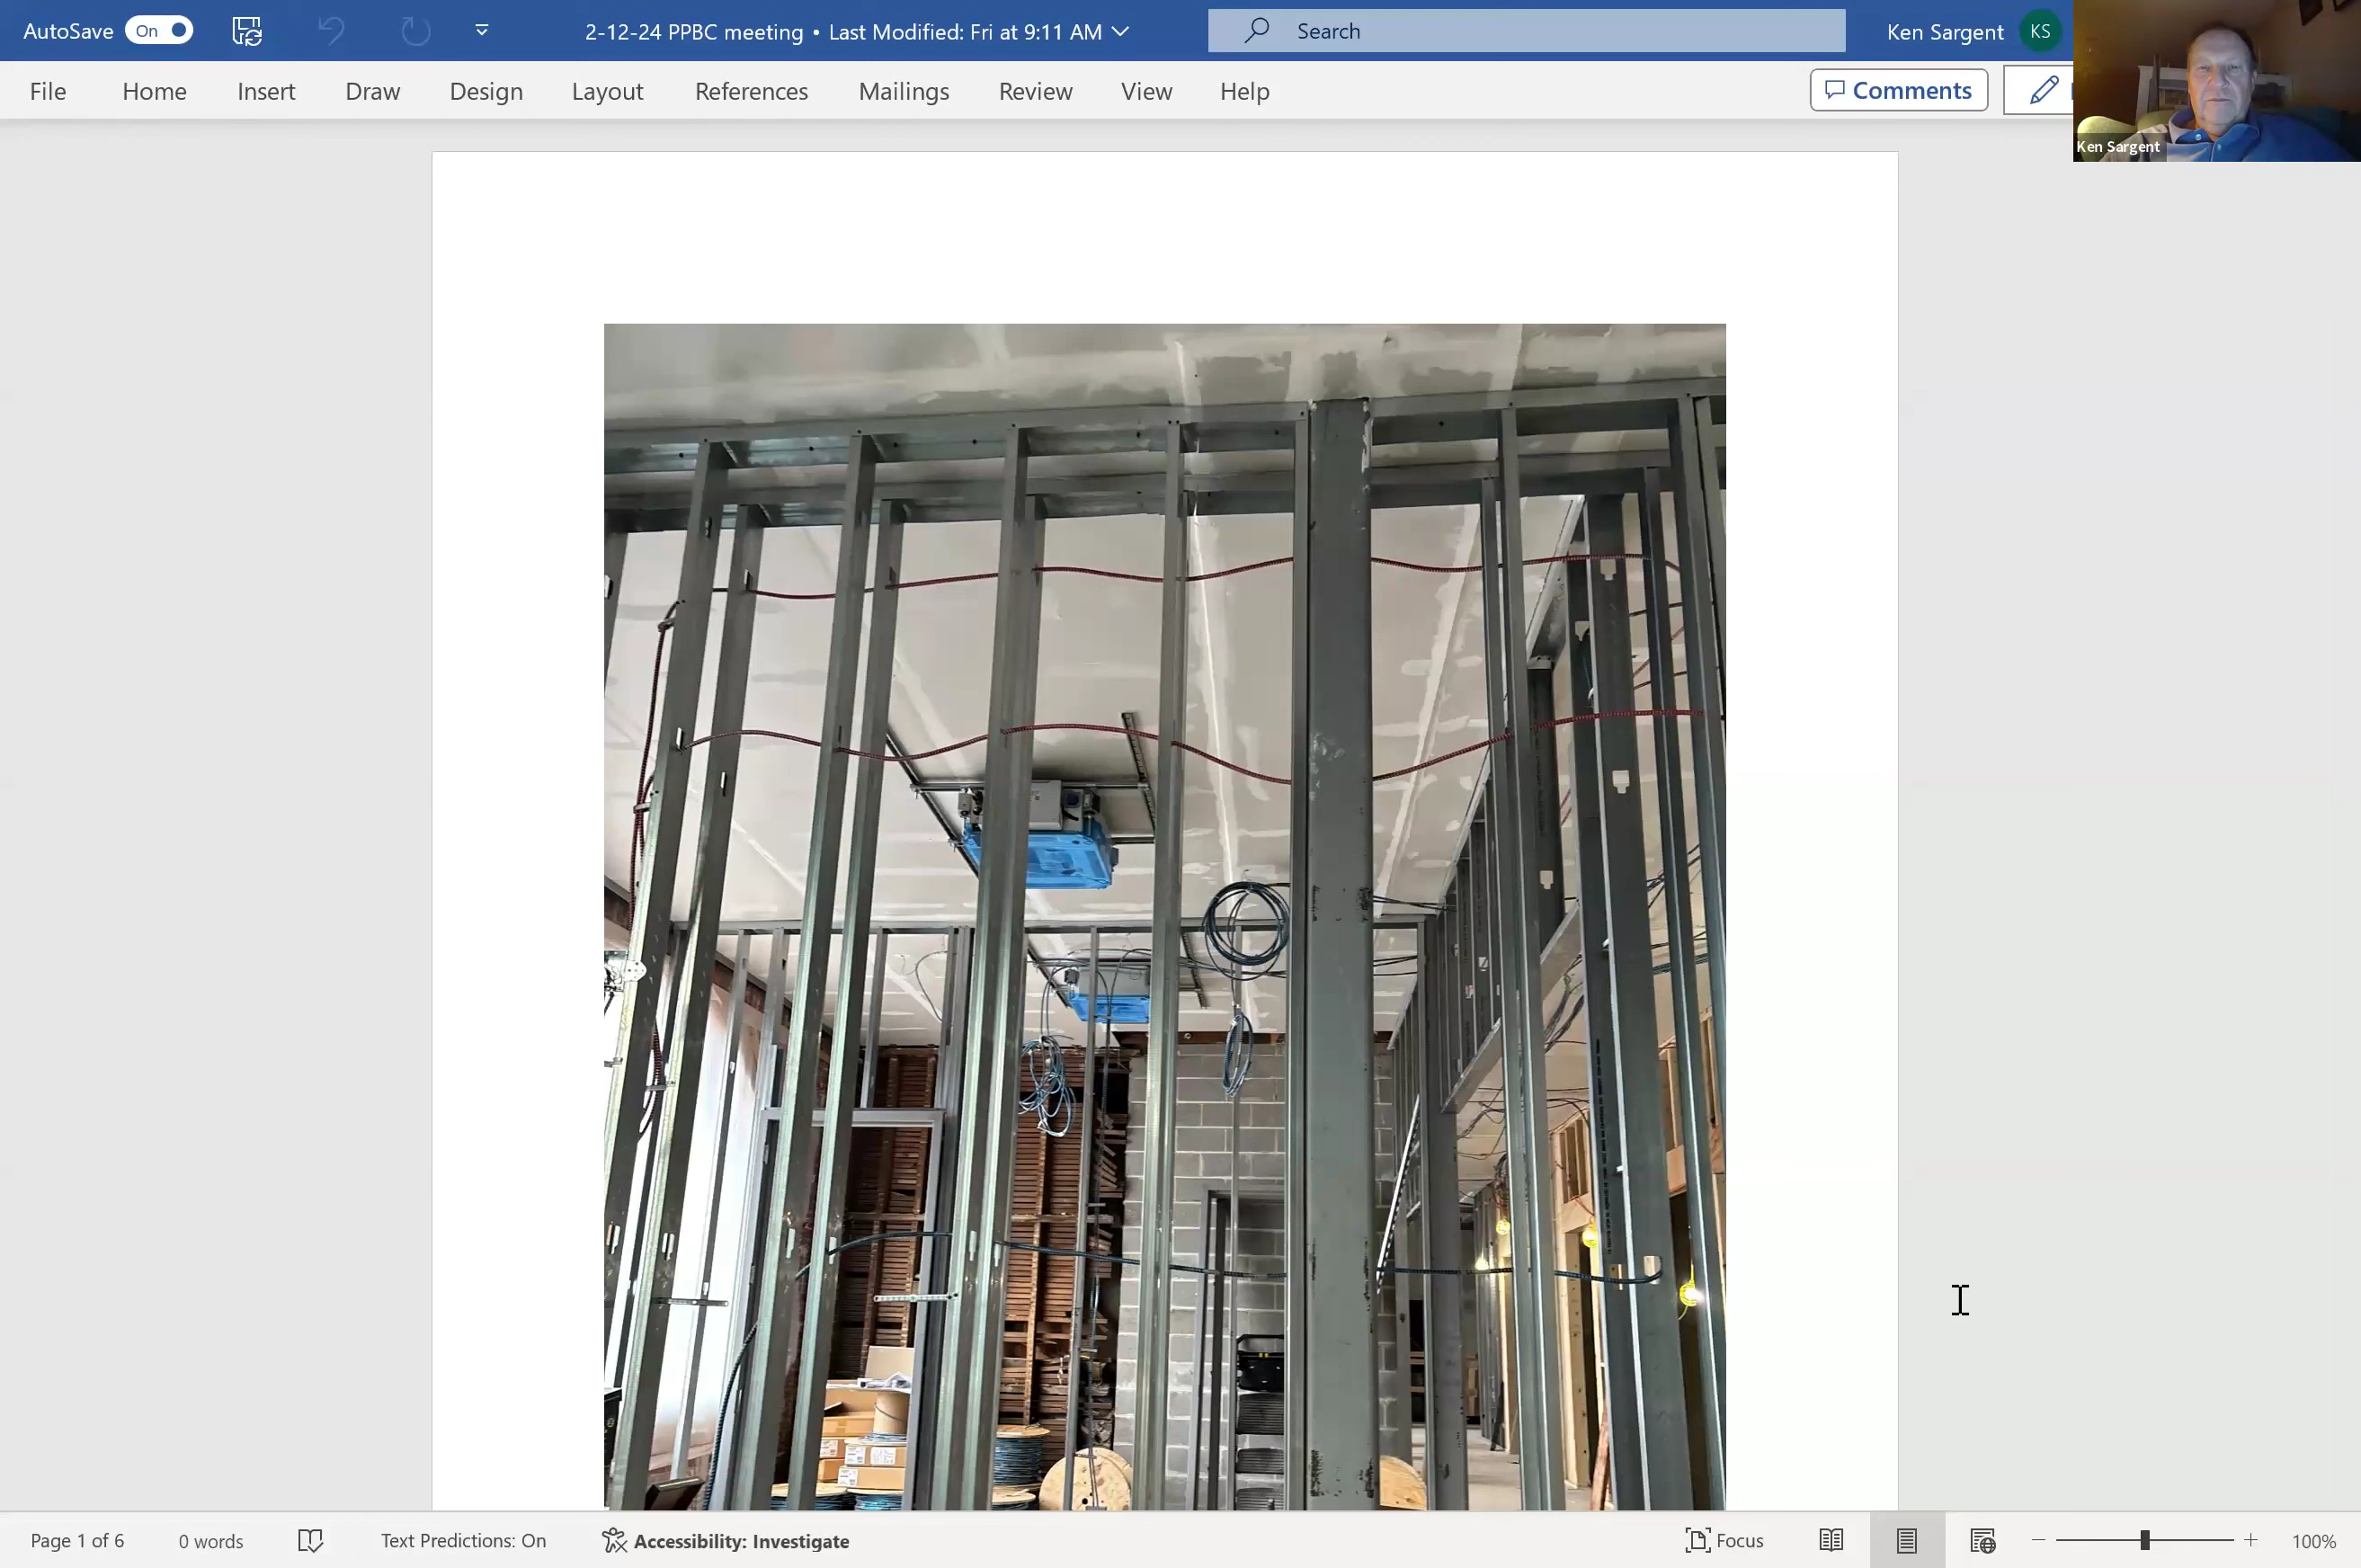 AutoSave On 2-12-24 PPBC meeting • Last Modified: Fri at 9:11 AM Search Ken Sargent KS
File Home Insert Draw Design Layout References Mailings Review View Help Comments
Ken Sargent
Page 1 of 6 0 words Text Predictions: On Accessibility: Investigate Focus 100%